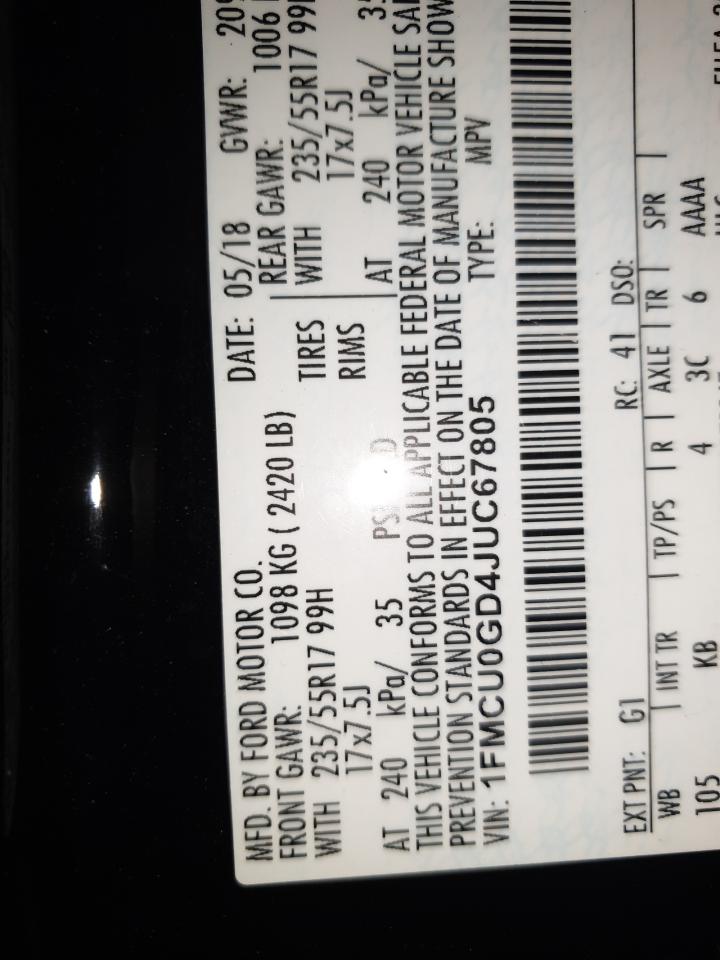 MFD. BY FORD MOTOR CO.
DATE: 05/18 GVWR:
FRONT GAWR: 1098 KG ( 2420 LB)
REAR GAWR: 1006
WITH 235/55R17 99H
TIRES WITH 235/55R17
17x7.5J
RIMS 17x7.5J
AT 240 kPa/ 35
AT 240 kPa/
THIS VEHICLE CONFORMS TO ALL APPLICABLE FEDERAL MOTOR VEHICLE
PREVENTION STANDARDS IN EFFECT ON THE DATE OF MANUFACTURE
VIN: 1FMCU0GD4JUC67805
TYPE: MPV
EXT PNT: G1 RC: 41 DSO:
WB INT TR TP/PS R AXLE TR SPR
105 KB 4 3C 6 AAAA